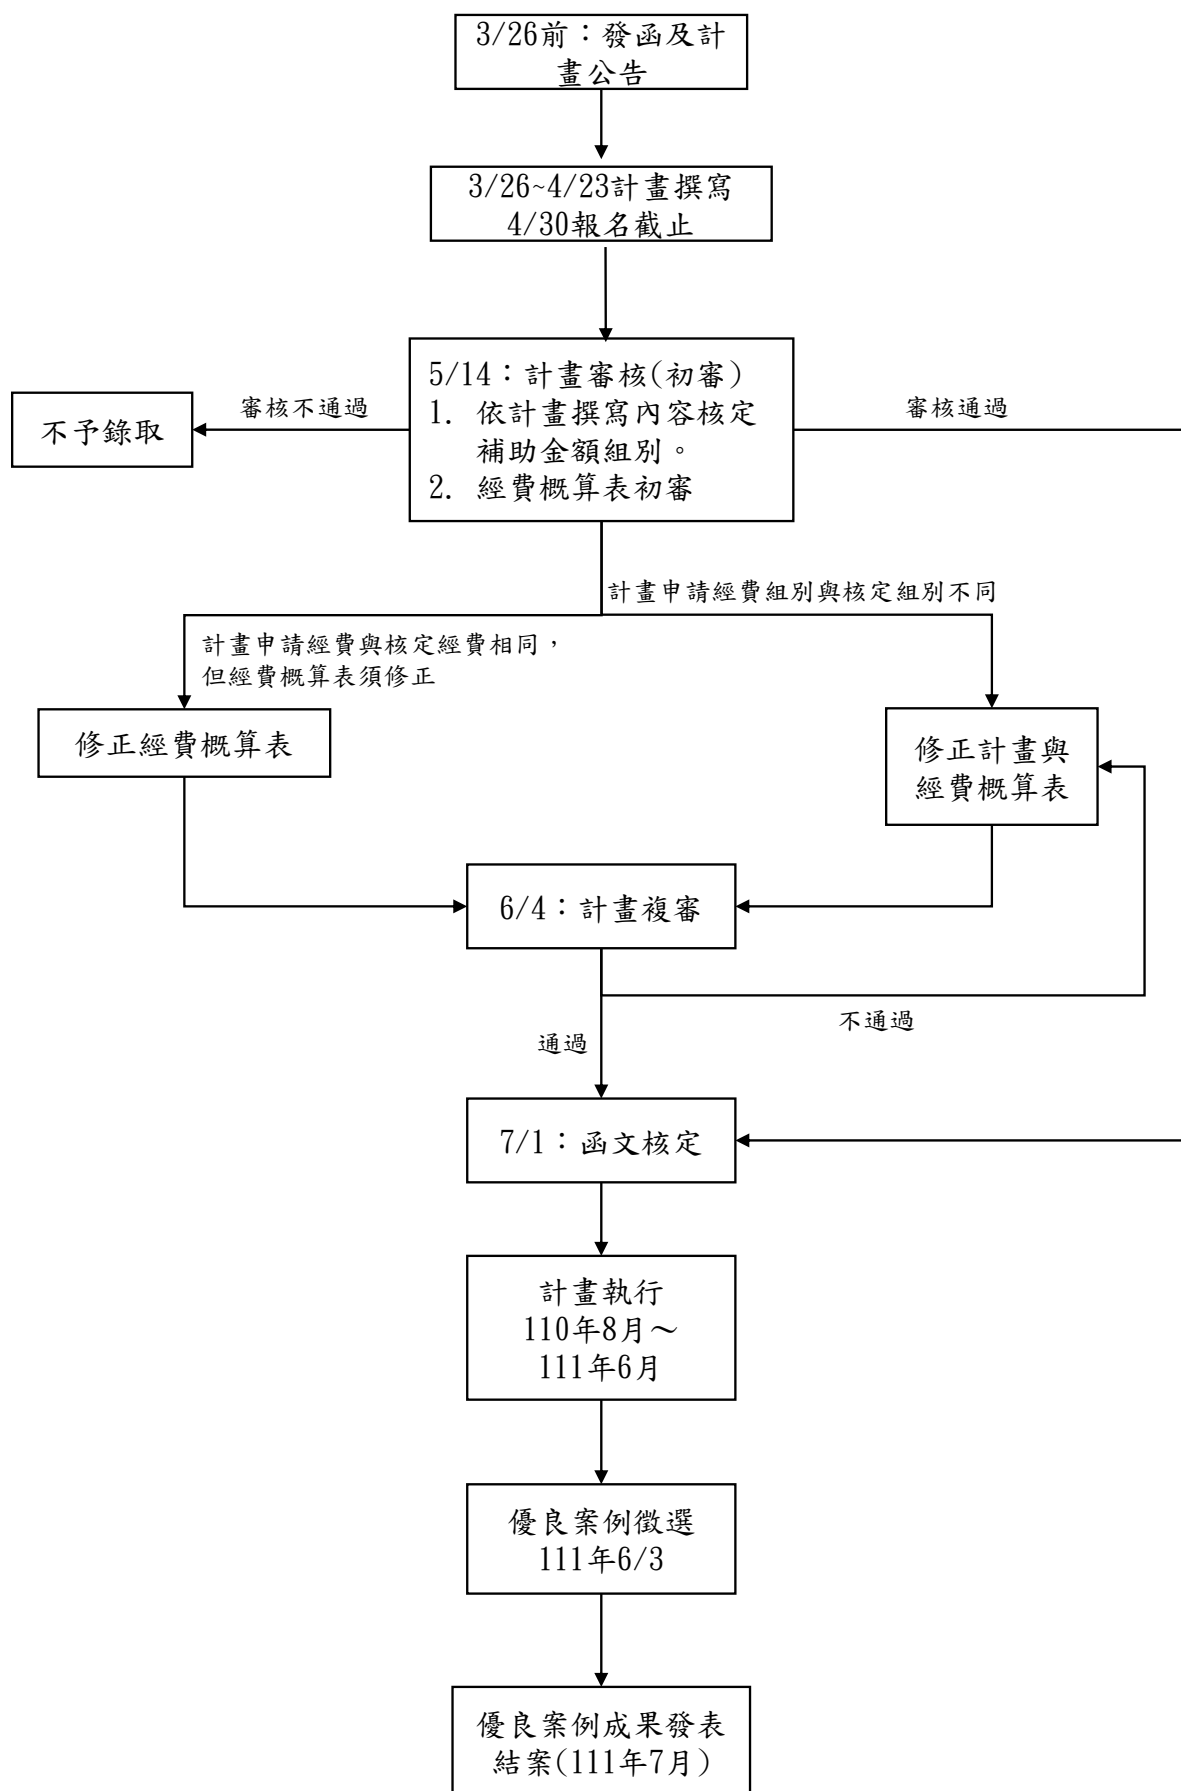 3/26前：發函及計
畫公告
3/26~4/23計畫撰寫
4/30報名截止
5/14：計畫審核(初審)
1. 依計畫撰寫內容核定
補助金額組別。
2. 經費概算表初審
審核不通過
不予錄取
審核通過
計畫申請經費組別與核定組別不同
計畫申請經費與核定經費相同，
但經費概算表須修正
修正經費概算表
修正計畫與
經費概算表
6/4：計畫複審
不通過
通過
7/1：函文核定
計畫執行
110年8月～
111年6月
優良案例徵選
111年6/3
優良案例成果發表
結案(111年7月)